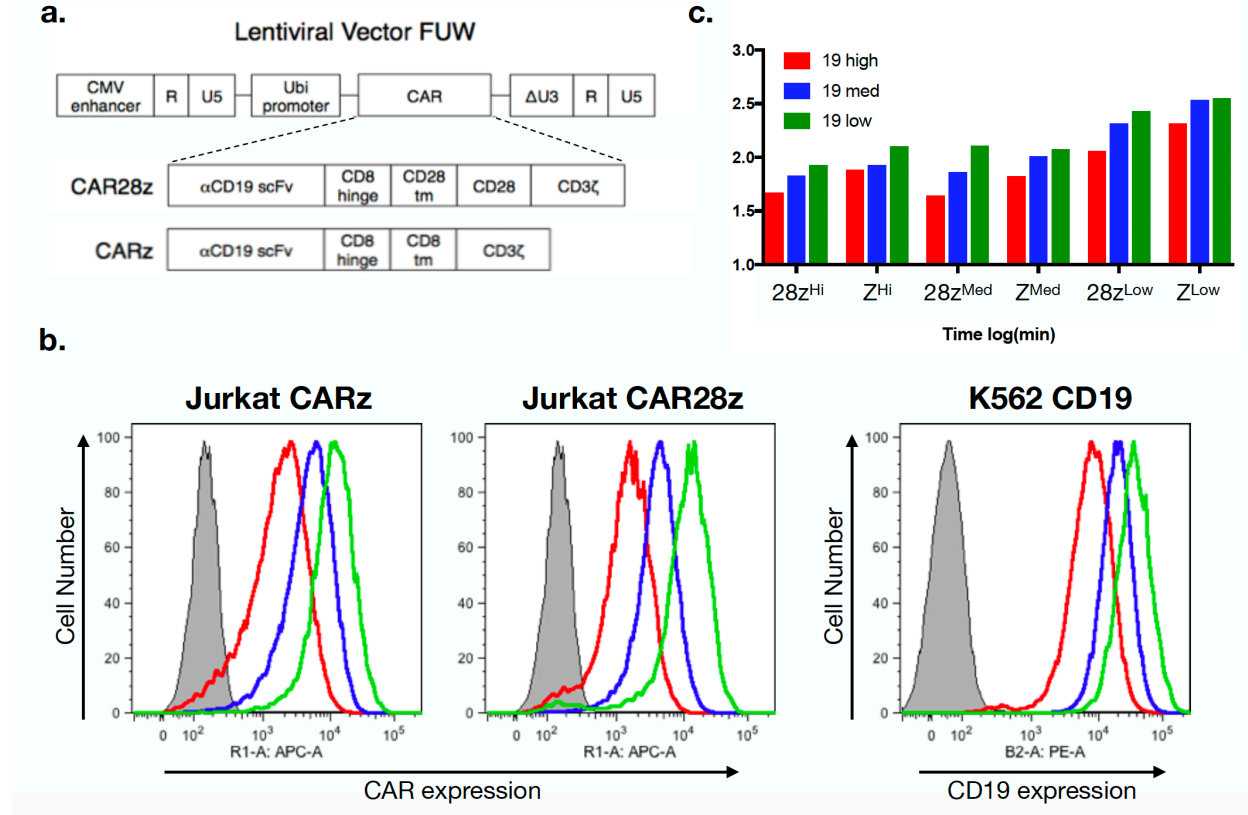 a.
Lentiviral Vector FUW
CMV enhancer R U5 Ubi promoter CAR ΔU3 R U5
CAR28z αCD19 scFv CD8 hinge CD28 tm CD28 CD3ζ
CARz αCD19 scFv CD8 hinge CD8 tm CD3ζ
c.
3.0
2.5
2.0
1.5
1.0
19 high
19 med
19 low
28zHi ZHi 28zMed ZMed 28zLow ZLow
Time log(min)
b.
Jurkat CARz
Cell Number
100
80
60
40
20
0
0 10² 10³ 10⁴ 10⁵
R1-A: APC-A
Jurkat CAR28z
100
80
60
40
20
0
0 10² 10³ 10⁴ 10⁵
R1-A: APC-A
CAR expression
K562 CD19
Cell Number
100
80
60
40
20
0
0 10² 10³ 10⁴ 10⁵
B2-A: PE-A
CD19 expression